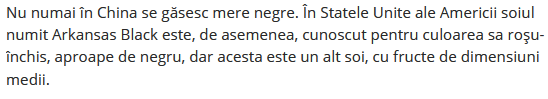 Nu numai în China se găsesc mere negre. În Statele Unite ale Americii soiul
numit Arkansas Black este, de asemenea, cunoscut pentru culoarea sa roșu-
închis, aproape de negru, dar acesta este un alt soi, cu fructe de dimensiuni
medii.